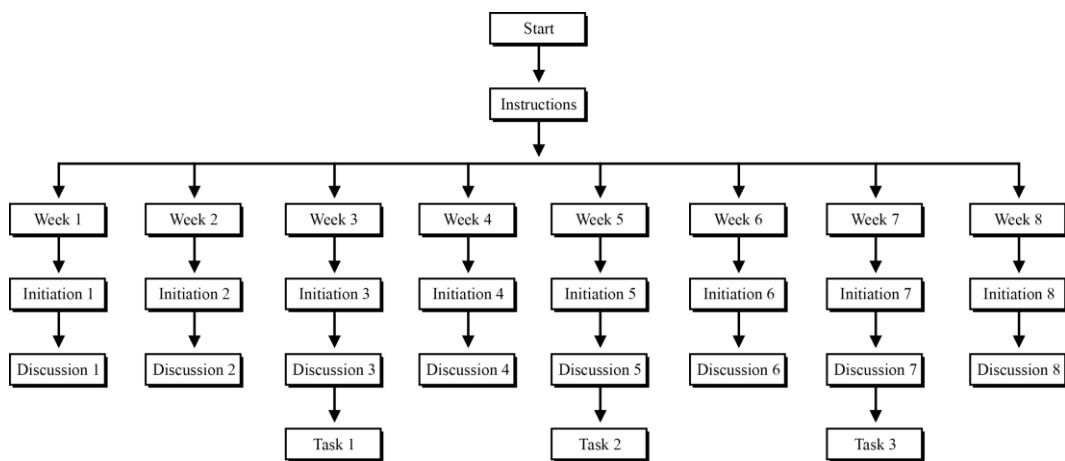 Start
Instructions
Week 1
Week 2
Week 3
Week 4
Week 5
Week 6
Week 7
Week 8
Initiation 1
Initiation 2
Initiation 3
Initiation 4
Initiation 5
Initiation 6
Initiation 7
Initiation 8
Discussion 1
Discussion 2
Discussion 3
Discussion 4
Discussion 5
Discussion 6
Discussion 7
Discussion 8
Task 1
Task 2
Task 3